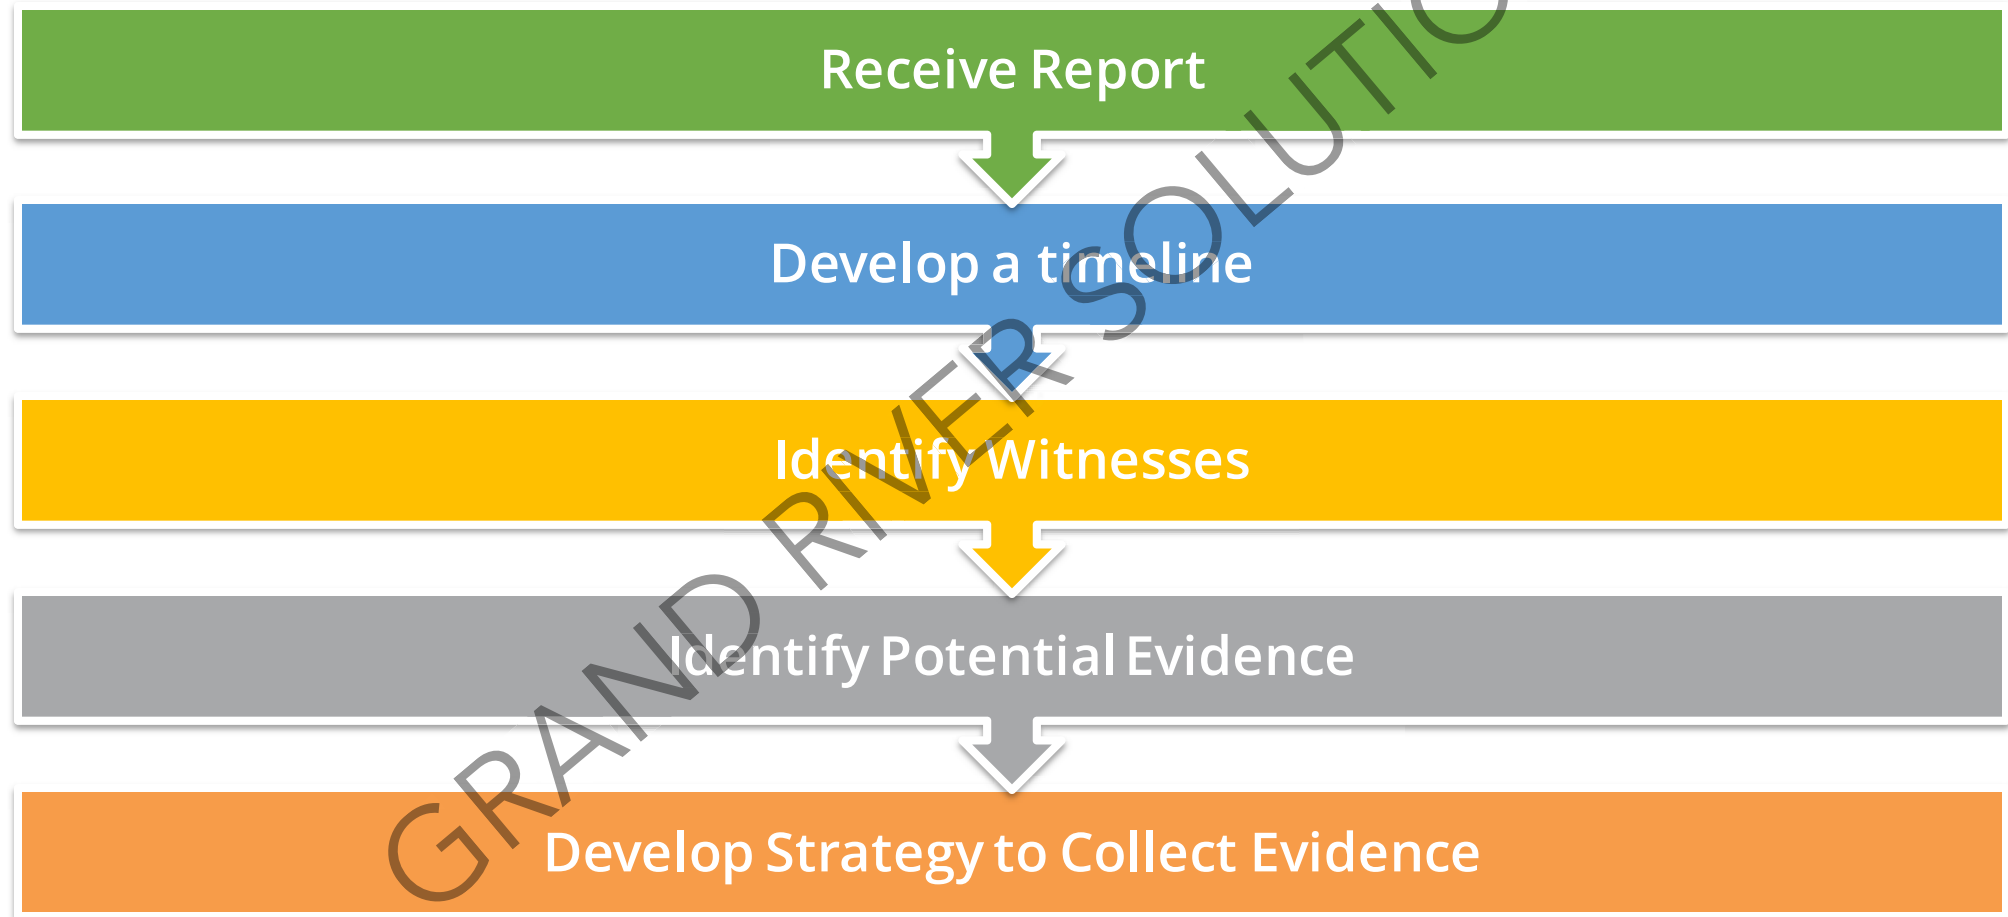 Receive Report
Develop a timeline
Identify Witnesses
Identify Potential Evidence
Develop Strategy to Collect Evidence
GRAND RIVER SOLUTIO